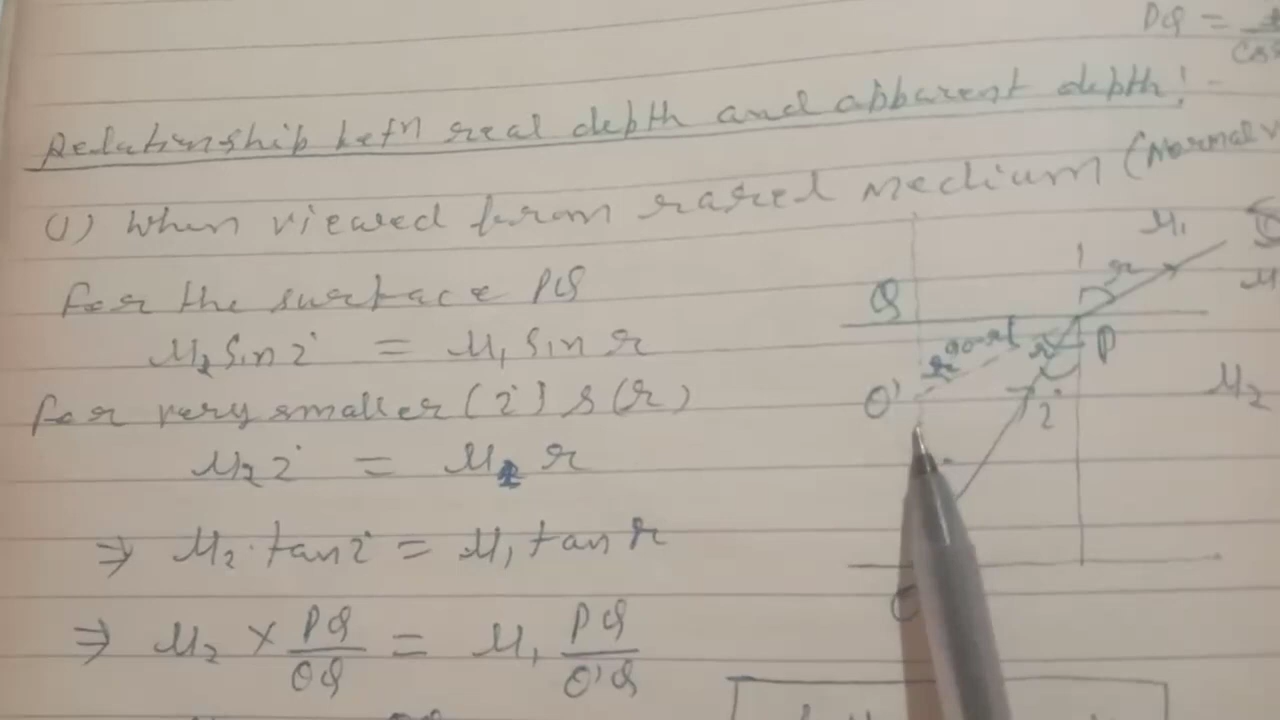 PQ =
Relationship betn real depth and apparent depth! -
(1) When viewed from rarer medium (Normal
for the surface PQ
μ₂ sin i = μ₁ sin r
for very smaller (i) & (r)
μ₂ i = μ₁ r
⇒ μ₂ . tan i = μ₁ tan r
⇒ μ₂ × PQ/OQ = μ₁ PQ/O'Q
μ₁
r
Q
90-r
r
P
O'
i
μ₂